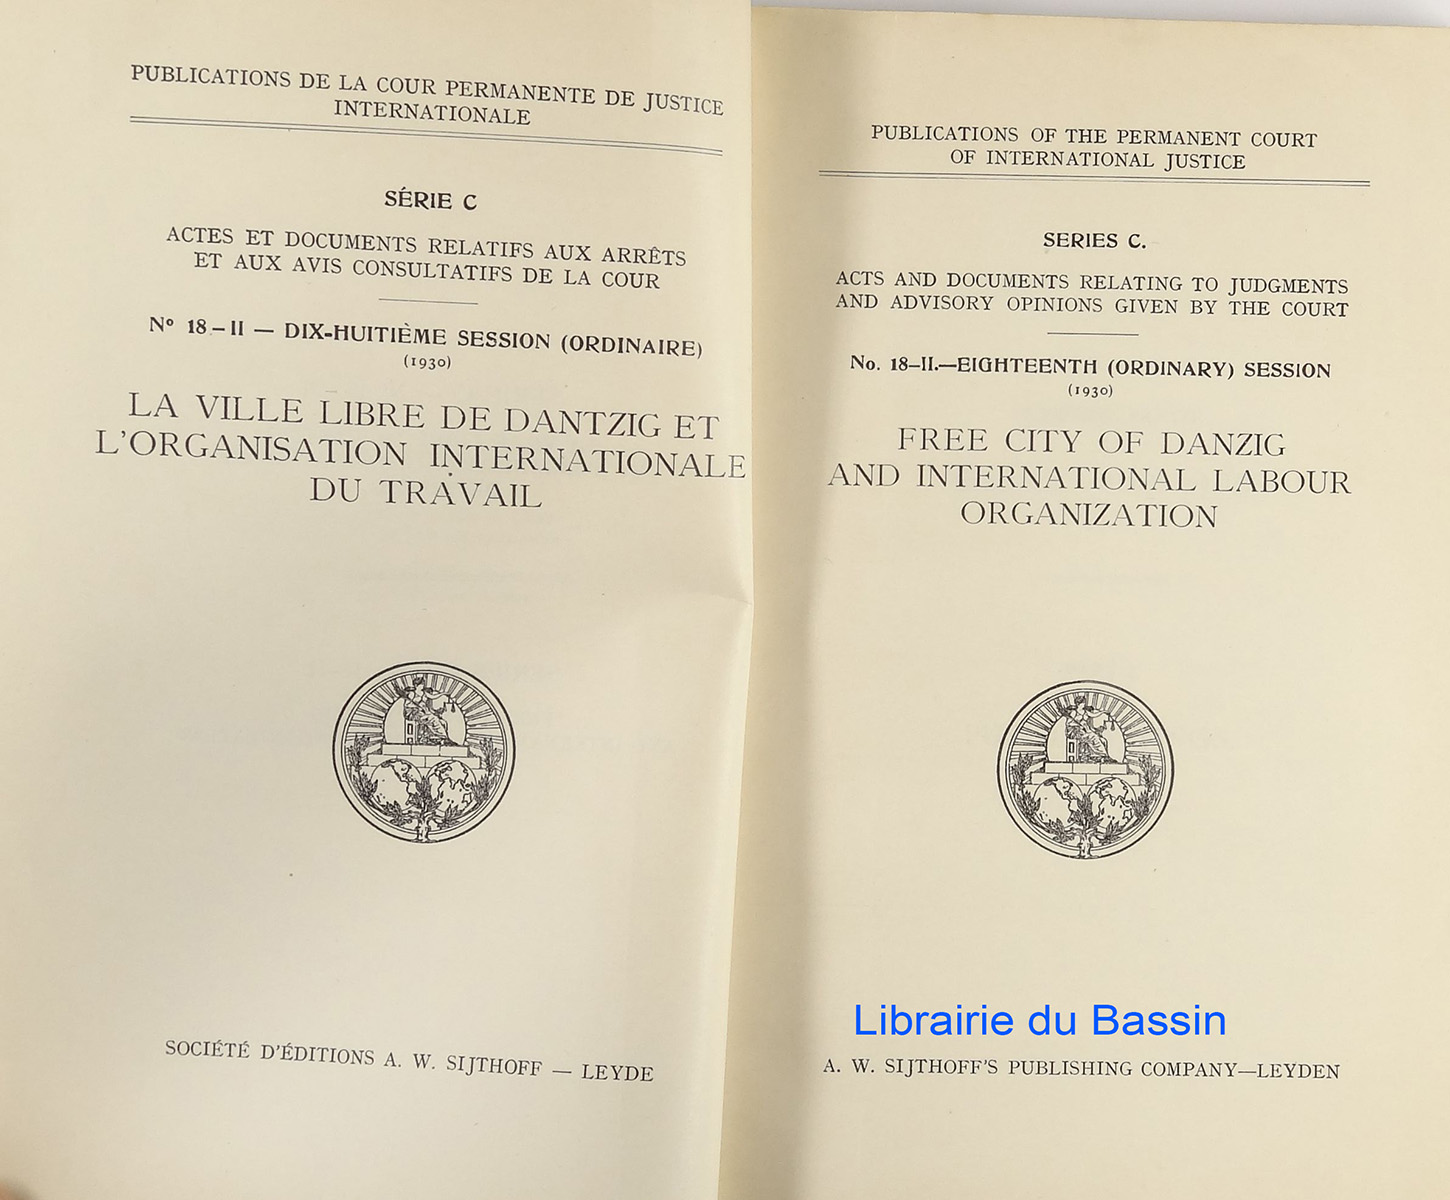 PUBLICATIONS DE LA COUR PERMANENTE DE JUSTICE
INTERNATIONALE
SÉRIE C
ACTES ET DOCUMENTS RELATIFS AUX ARRÊTS
ET AUX AVIS CONSULTATIFS DE LA COUR
Nº 18–II — DIX-HUITIÈME SESSION (ORDINAIRE)
(1930)
LA VILLE LIBRE DE DANTZIG ET
L'ORGANISATION INTERNATIONALE
DU TRAVAIL
SOCIÉTÉ D'ÉDITIONS A. W. SIJTHOFF — LEYDE
PUBLICATIONS OF THE PERMANENT COURT
OF INTERNATIONAL JUSTICE
SERIES C.
ACTS AND DOCUMENTS RELATING TO JUDGMENTS
AND ADVISORY OPINIONS GIVEN BY THE COURT
No. 18–II.—EIGHTEENTH (ORDINARY) SESSION
(1930)
FREE CITY OF DANZIG
AND INTERNATIONAL LABOUR
ORGANIZATION
Librairie du Bassin
A. W. SIJTHOFF'S PUBLISHING COMPANY—LEYDEN